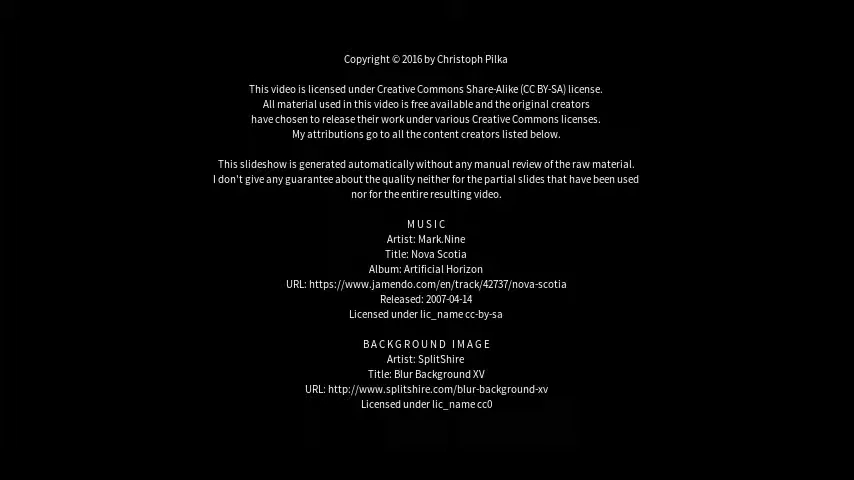 Copyright © 2016 by Christoph Pilka
This video is licensed under Creative Commons Share-Alike (CC BY-SA) license.
All material used in this video is free available and the original creators
have chosen to release their work under various Creative Commons licenses.
My attributions go to all the content creators listed below.
This slideshow is generated automatically without any manual review of the raw material.
I don't give any guarantee about the quality neither for the partial slides that have been used
nor for the entire resulting video.
MUSIC
Artist: Mark.Nine
Title: Nova Scotia
Album: Artificial Horizon
URL: https://www.jamendo.com/en/track/42737/nova-scotia
Released: 2007-04-14
Licensed under lic_name cc-by-sa
BACKGROUND IMAGE
Artist: SplitShire
Title: Blur Background XV
URL: http://www.splitshire.com/blur-background-xv
Licensed under lic_name cc0